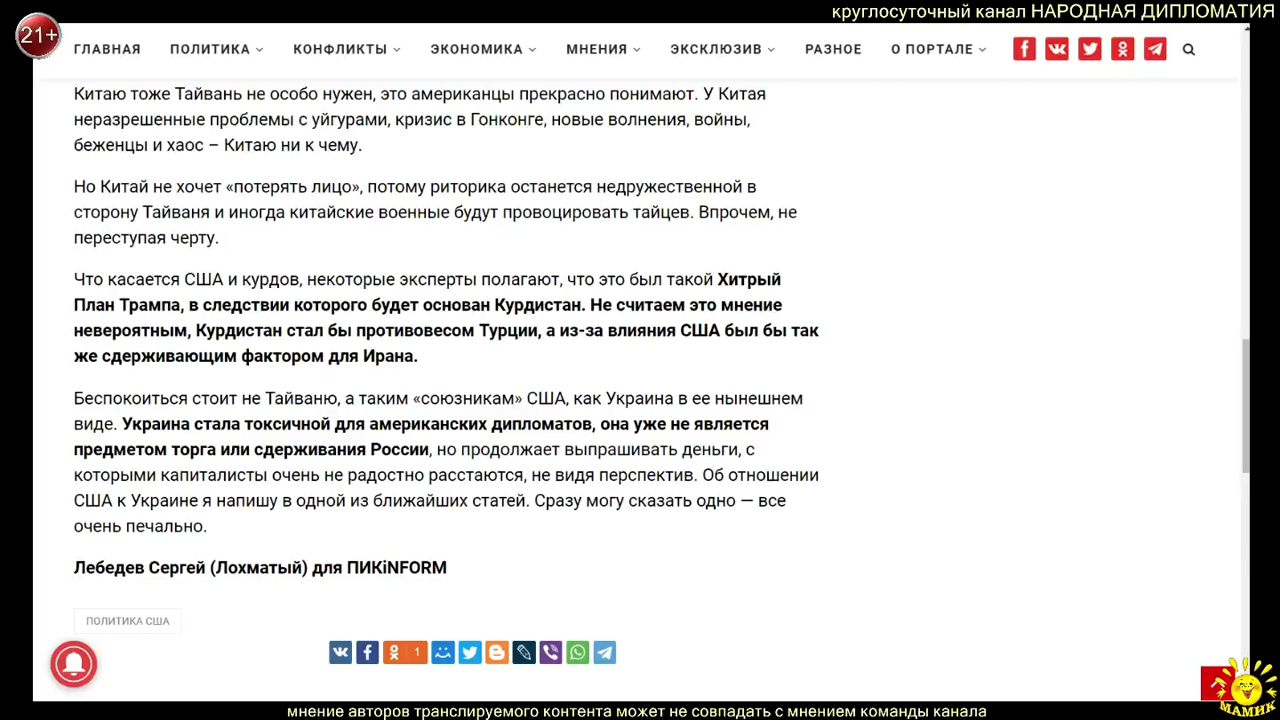 круглосуточный канал НАРОДНАЯ ДИПЛОМАТИЯ
21+
ГЛАВНАЯ ПОЛИТИКА КОНФЛИКТЫ ЭКОНОМИКА МНЕНИЯ ЭКСКЛЮЗИВ РАЗНОЕ О ПОРТАЛЕ
Китаю тоже Тайвань не особо нужен, это американцы прекрасно понимают. У Китая
неразрешенные проблемы с уйгурами, кризис в Гонконге, новые волнения, войны,
беженцы и хаос – Китаю ни к чему.
Но Китай не хочет «потерять лицо», потому риторика останется недружественной в
сторону Тайваня и иногда китайские военные будут провоцировать тайцев. Впрочем, не
переступая черту.
Что касается США и курдов, некоторые эксперты полагают, что это был такой Хитрый
План Трампа, в следствии которого будет основан Курдистан. Не считаем это мнение
невероятным, Курдистан стал бы противовесом Турции, а из-за влияния США был бы так
же сдерживающим фактором для Ирана.
Беспокоиться стоит не Тайваню, а таким «союзникам» США, как Украина в ее нынешнем
виде. Украина стала токсичной для американских дипломатов, она уже не является
предметом торга или сдерживания России, но продолжает выпрашивать деньги, с
которыми капиталисты очень не радостно расстаются, не видя перспектив. Об отношении
США к Украине я напишу в одной из ближайших статей. Сразу могу сказать одно — все
очень печально.
Лебедев Сергей (Лохматый) для ПИКiNFORM
ПОЛИТИКА США
1
МАМИК
мнение авторов транслируемого контента может не совпадать с мнением команды канала